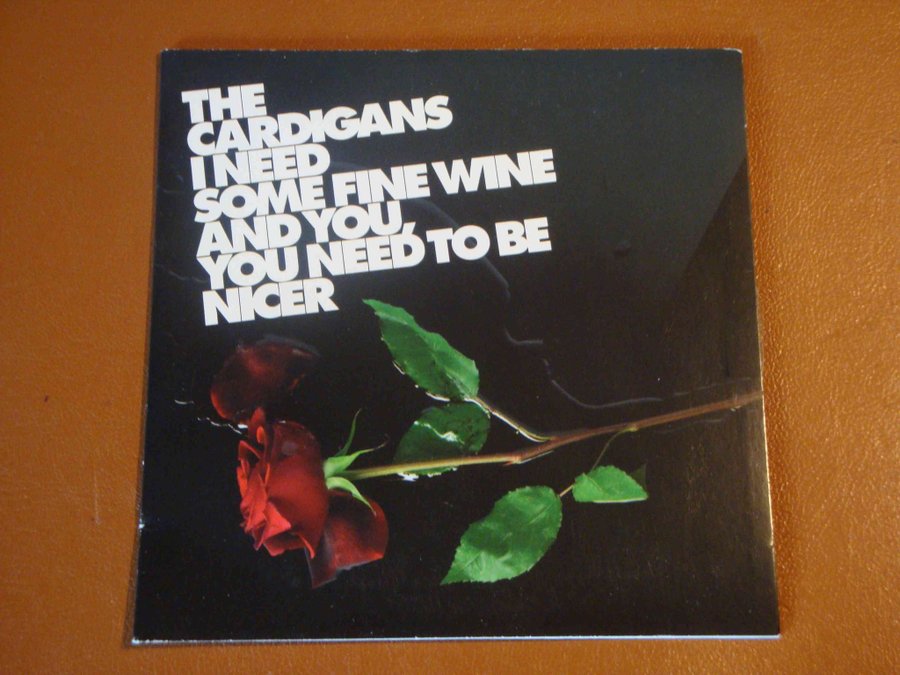 THE
CARDIGANS
I NEED
SOME FINE WINE
AND YOU,
YOU NEED TO BE
NICER